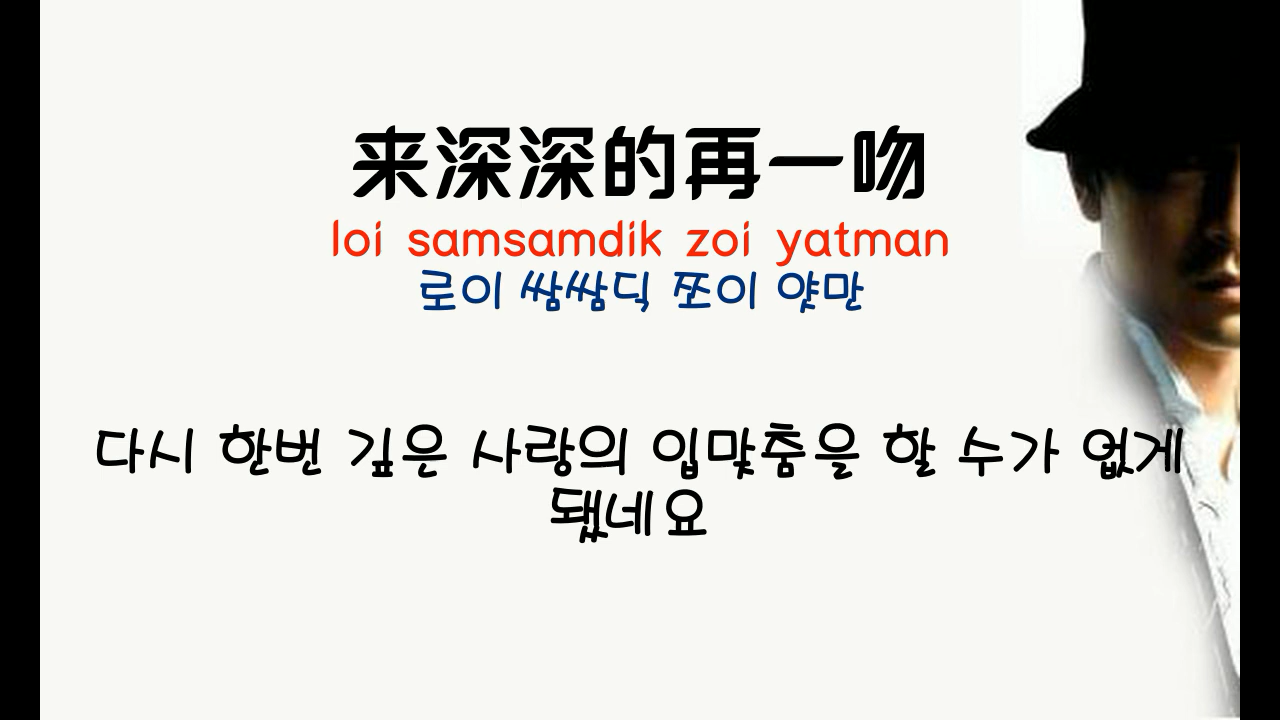 来深深的再一吻
loi samsamdik zoi yatman
로이 쌈쌈딕 쪼이 얏만
다시 한번 깊은 사랑의 입맞춤을 할 수가 없게
됐네요